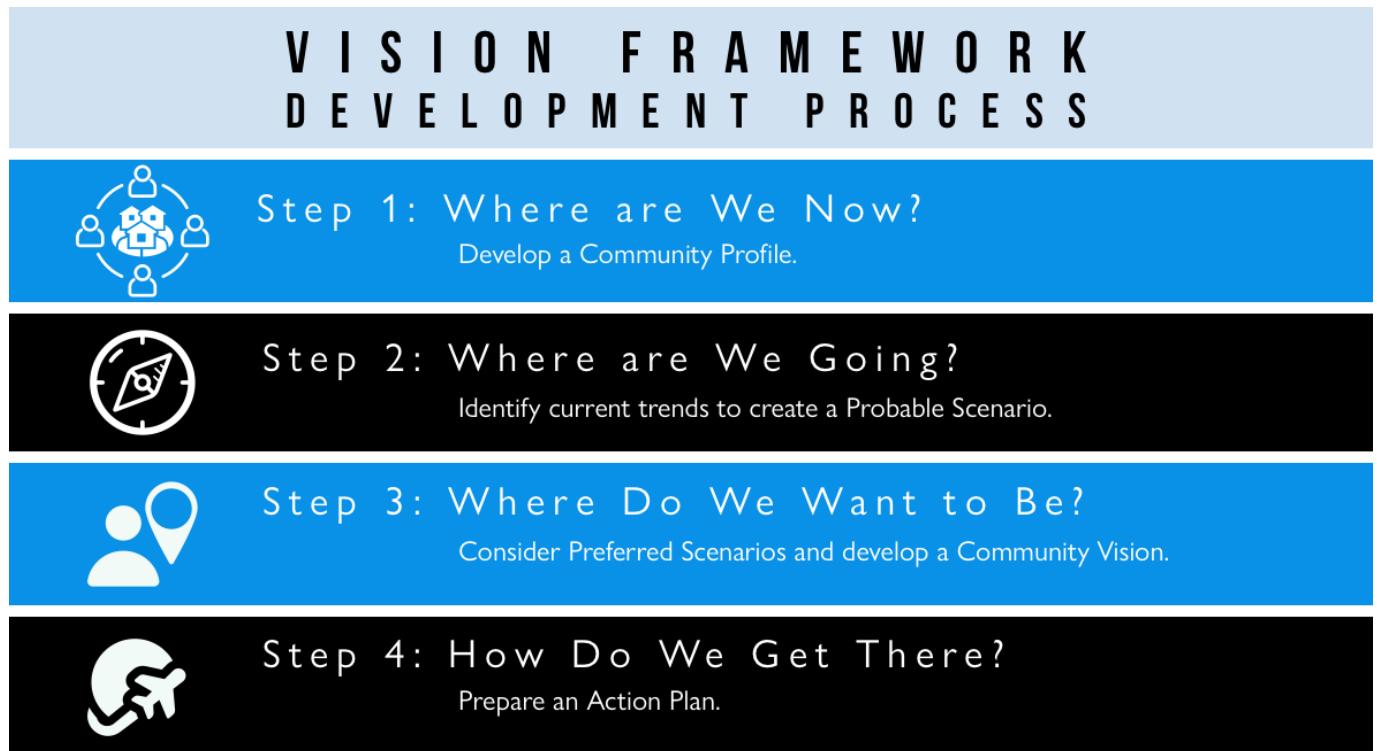 VISION FRAMEWORK
DEVELOPMENT PROCESS
Step 1: Where are We Now?
Develop a Community Profile.
Step 2: Where are We Going?
Identify current trends to create a Probable Scenario.
Step 3: Where Do We Want to Be?
Consider Preferred Scenarios and develop a Community Vision.
Step 4: How Do We Get There?
Prepare an Action Plan.